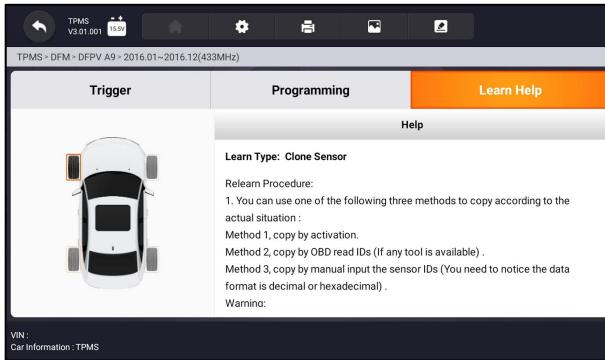 TPMS
V3.01.001
15.5V
TPMS > DFM > DFPV A9 > 2016.01~2016.12(433MHz)
Trigger
Programming
Learn Help
Help
Learn Type: Clone Sensor
Relearn Procedure:
1. You can use one of the following three methods to copy according to the
actual situation :
Method 1, copy by activation.
Method 2, copy by OBD read IDs (If any tool is available) .
Method 3, copy by manual input the sensor IDs (You need to notice the data
format is decimal or hexadecimal) .
Warning:
VIN :
Car Information : TPMS